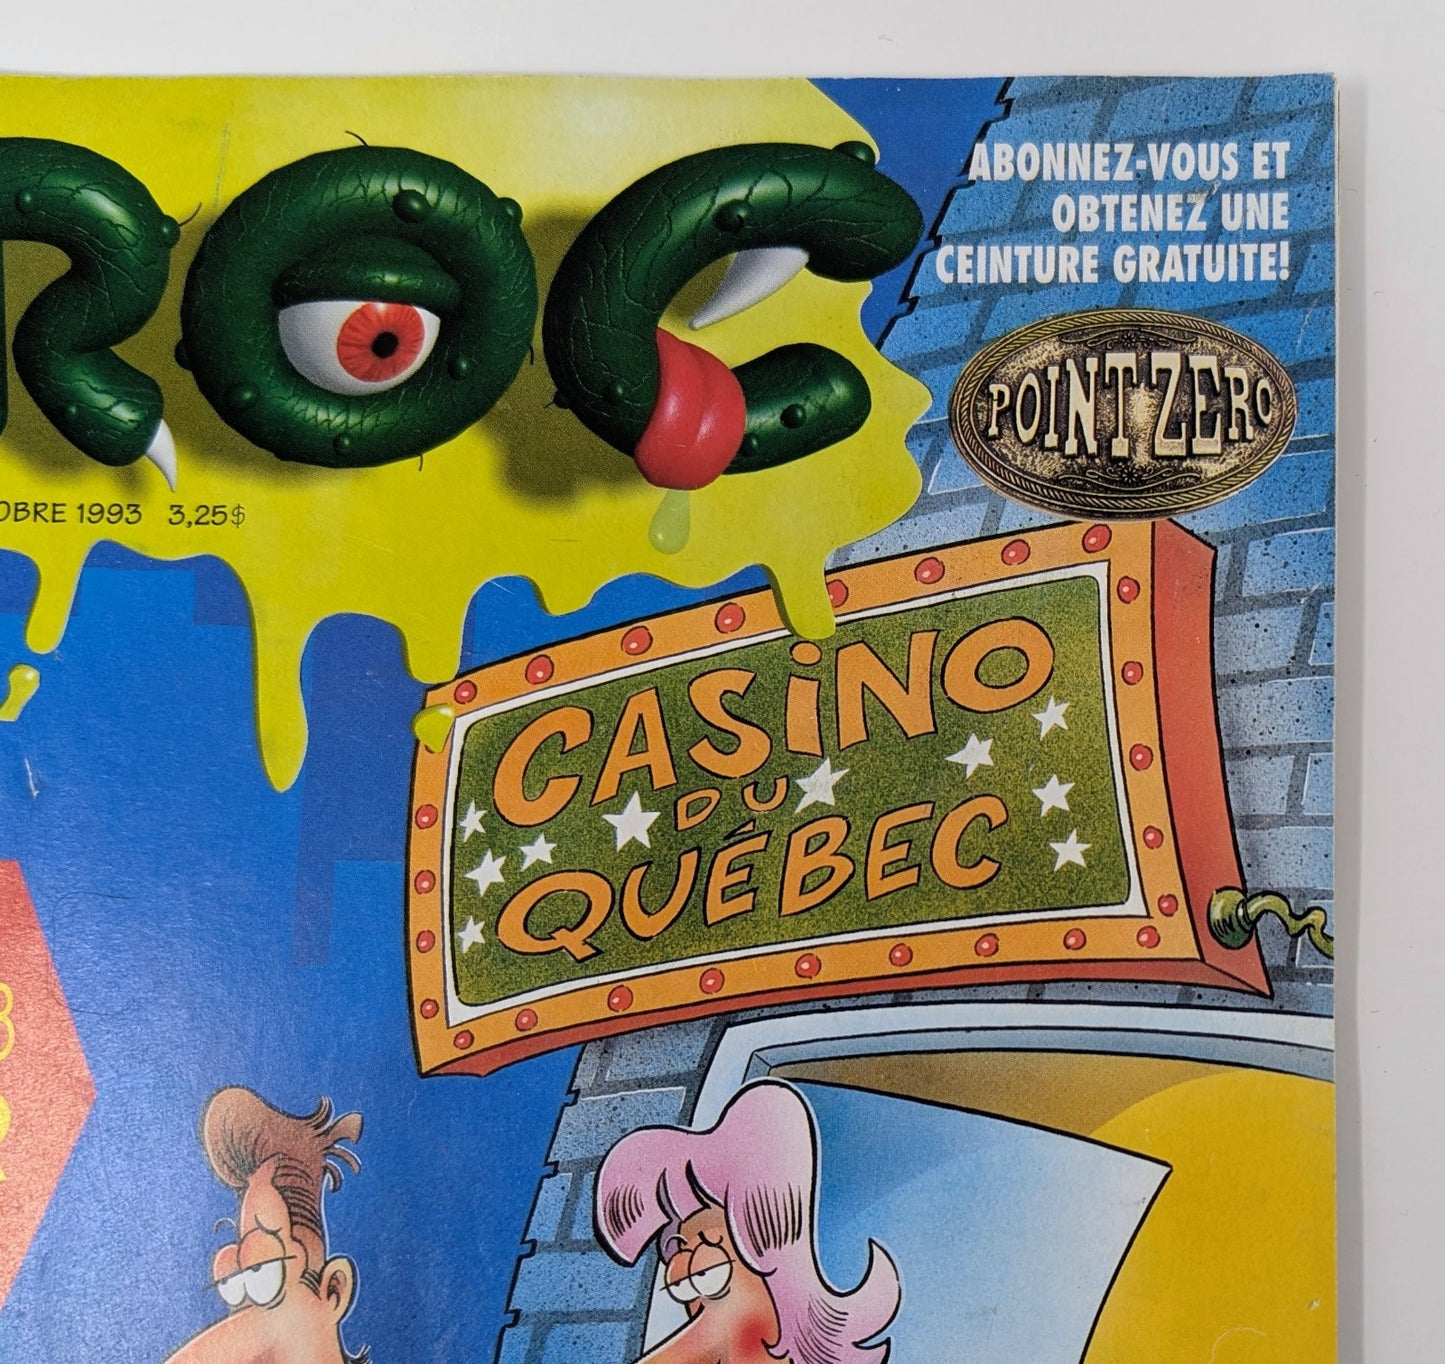 ROC
ABONNEZ-VOUS ET
OBTENEZ UNE
CEINTURE GRATUITE!
POINT ZERO
OBRE 1993 3,25$
CASiNO
DU
QUÉBEC